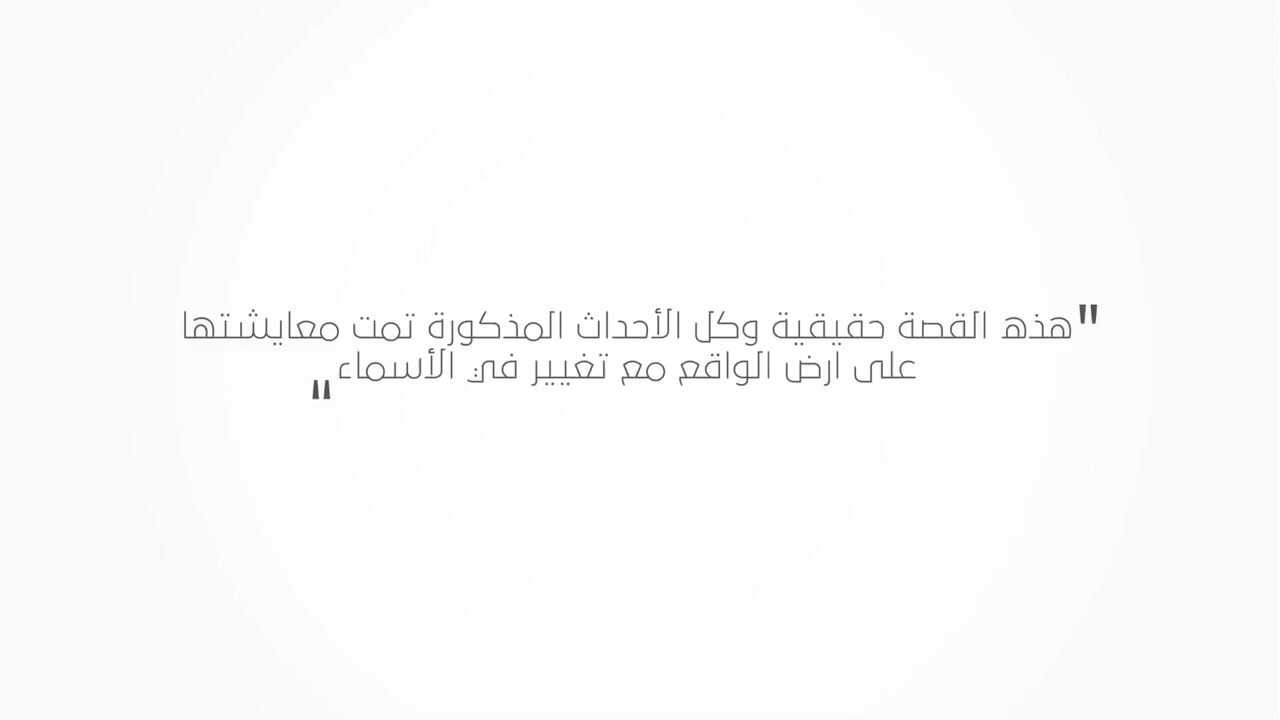 "هذه القصة حقيقية وكل الأحداث المذكورة تمت معايشتها
على ارض الواقع مع تغيير في الأسماء"